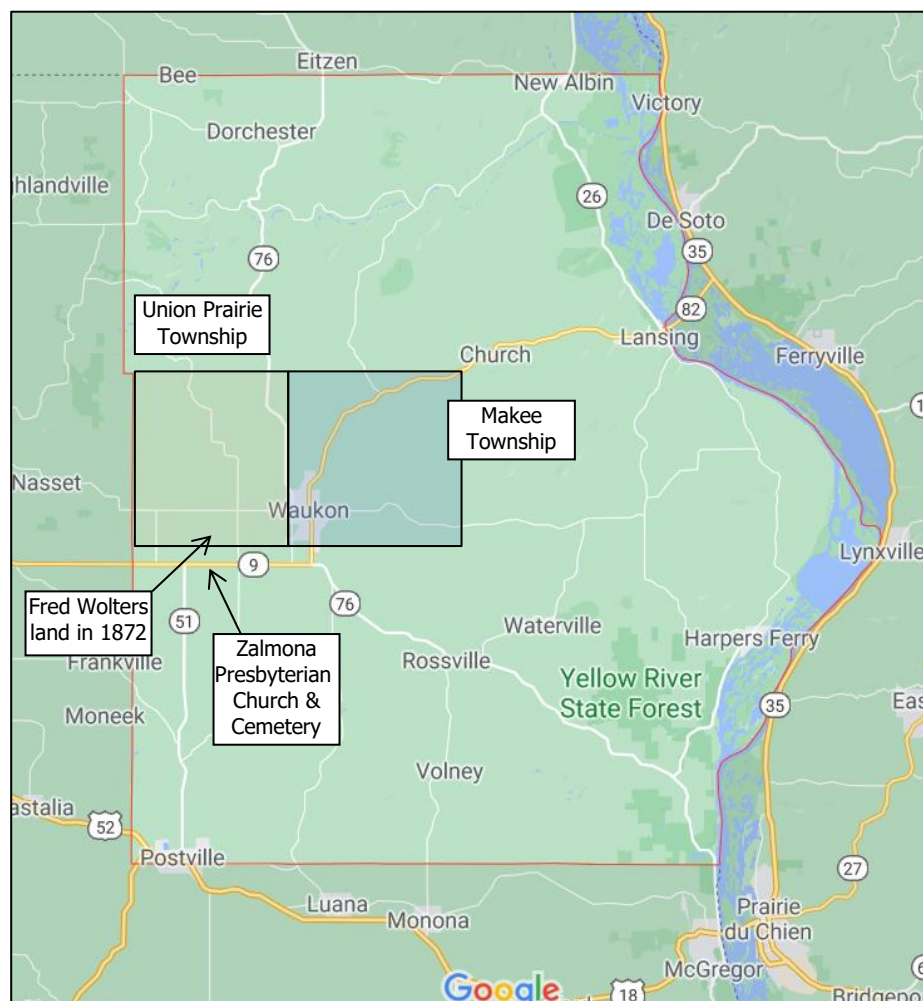 Eitzen
Bee
New Albin
Victory
Dorchester
ghlandville
26
De Soto
76
35
Union Prairie
Township
82
Lansing
Church
Ferryville
1
Makee
Township
Nasset
Waukon
Lynxville
9
Fred Wolters
land in 1872
51
76
Waterville
Harpers Ferry
Zalmona
Presbyterian
Church &
Cemetery
Frankville
Rossville
Yellow River
State Forest
Moneek
35
Eas
Volney
astalia
52
Postville
27
Luana
Monona
Prairie
du Chien
McGregor
6
Google
18
Bridgepo